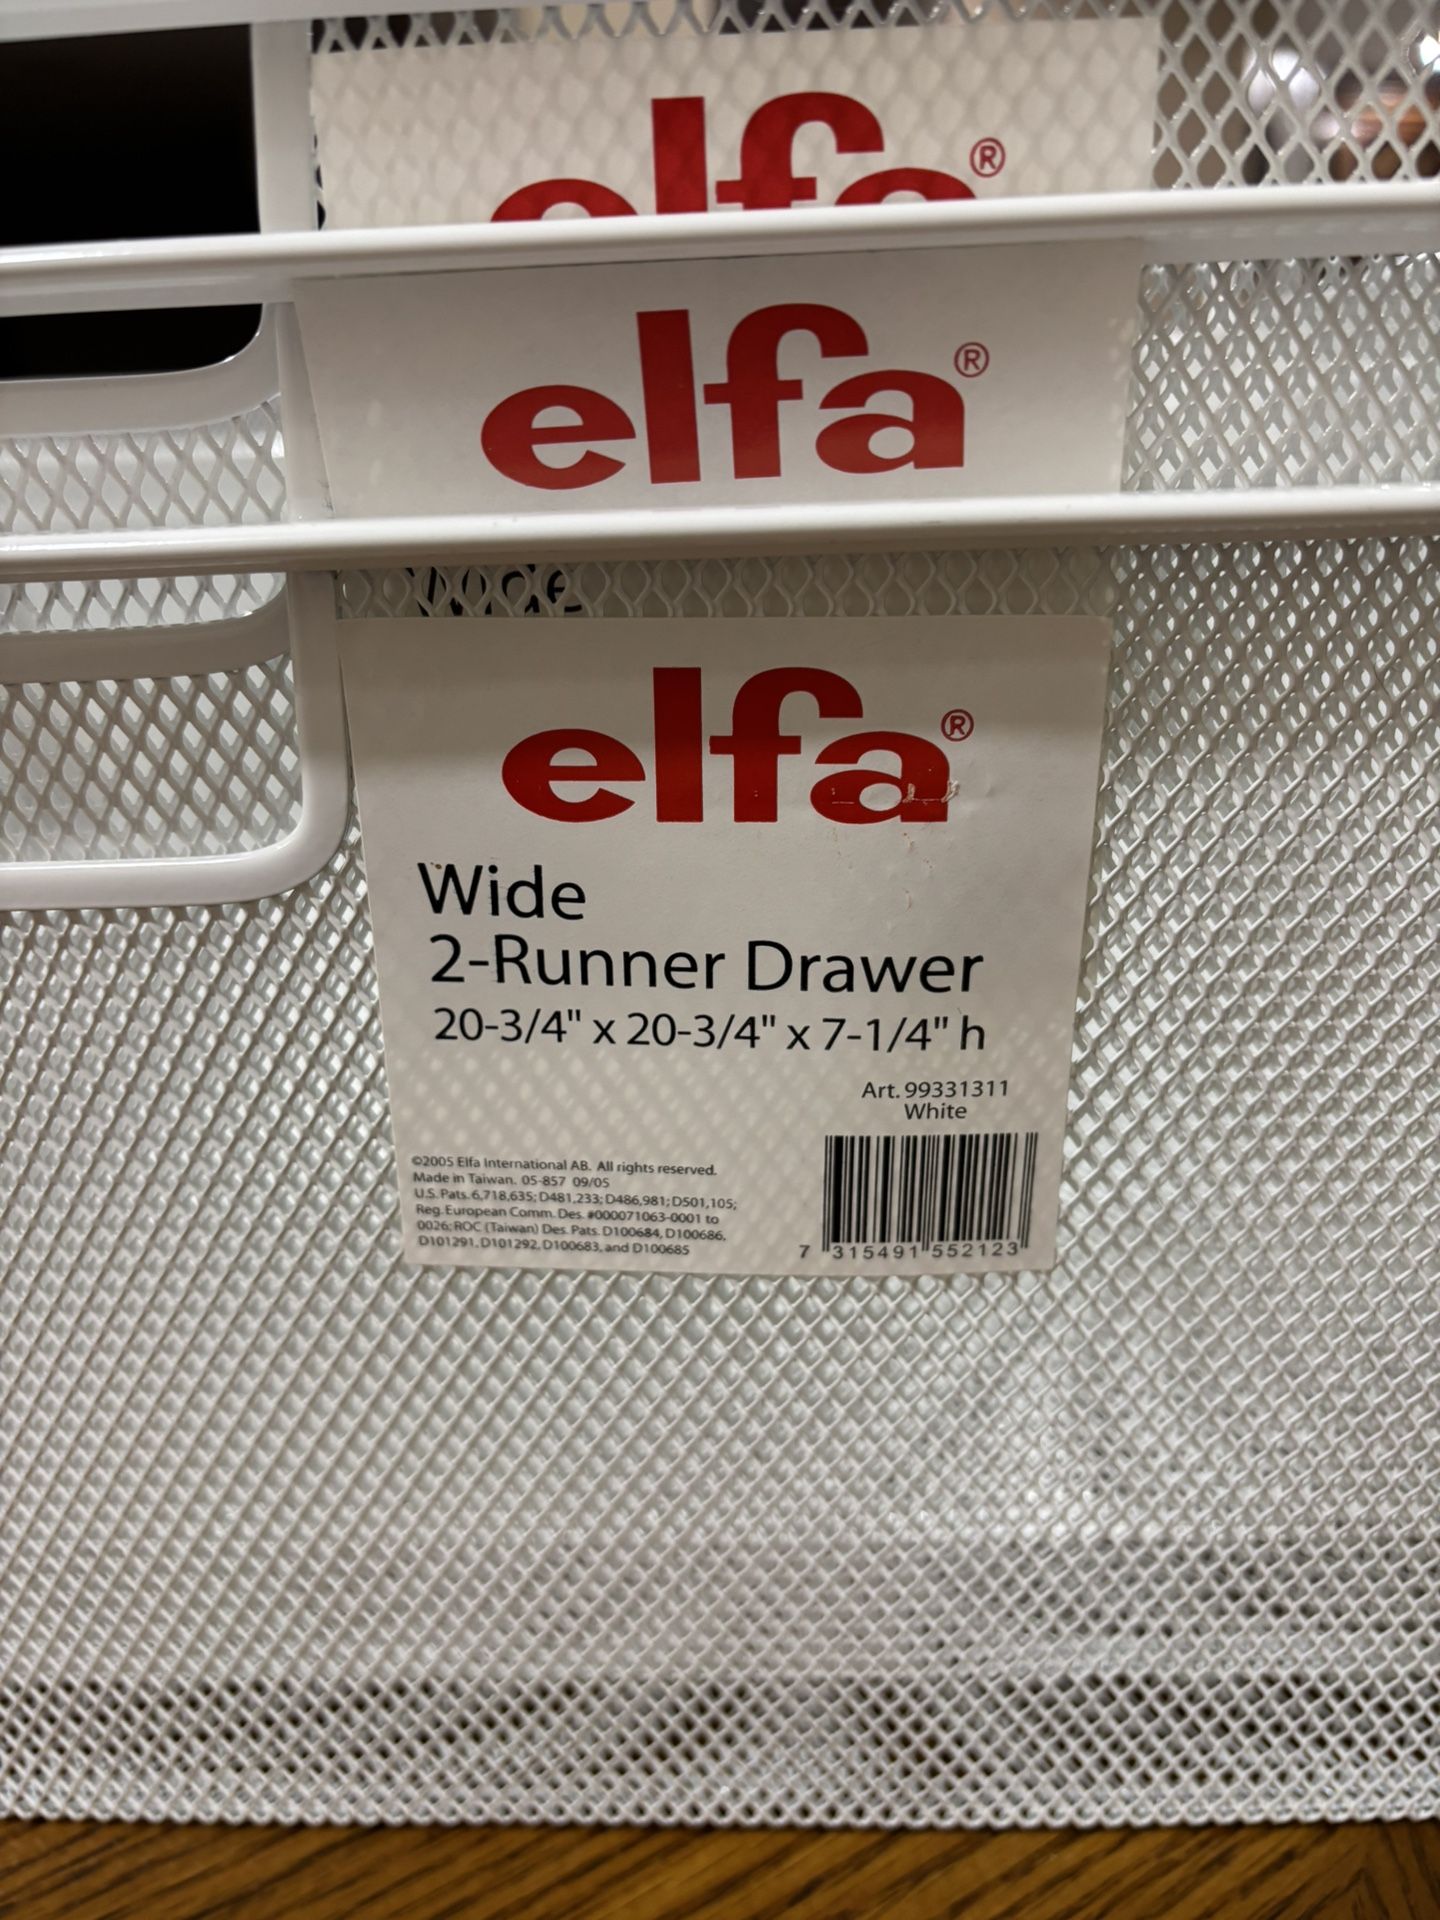 elfa®
elfa®
Wide
elfa®
Wide
2-Runner Drawer
20-3/4" x 20-3/4" x 7-1/4" h
Art. 99331311
White
©2005 Elfa International AB. All rights reserved.
Made in Taiwan. 05-857 09/05
U.S. Pats. 6,718,635; D481,233; D486,981; D501,105;
Reg. European Comm. Des. #000071063-0001 to
0026; ROC (Taiwan) Des. Pats. D100684, D100686,
D101291, D101292, D100683, and D100685
7 315491 552123